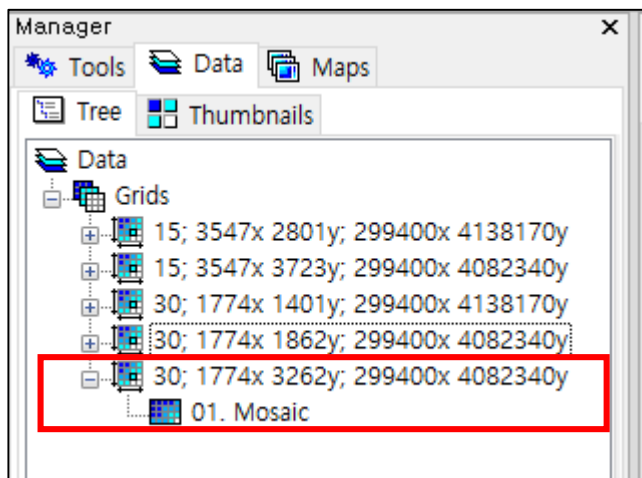 Manager
Tools Data Maps
Tree Thumbnails
Data
Grids
15; 3547x 2801y; 299400x 4138170y
15; 3547x 3723y; 299400x 4082340y
30; 1774x 1401y; 299400x 4138170y
30; 1774x 1862y; 299400x 4082340y
30; 1774x 3262y; 299400x 4082340y
01. Mosaic